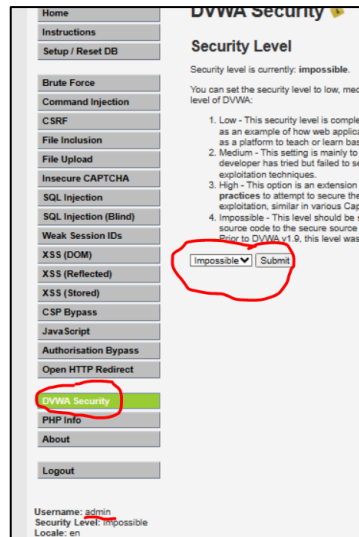 Home
Instructions
Setup / Reset DB
Brute Force
Command Injection
CSRF
File Inclusion
File Upload
Insecure CAPTCHA
SQL Injection
SQL Injection (Blind)
Weak Session IDs
XSS (DOM)
XSS (Reflected)
XSS (Stored)
CSP Bypass
JavaScript
Authorisation Bypass
Open HTTP Redirect
DVWA Security
PHP Info
About
Logout
Username: admin
Security Level: impossible
Locale: en
DVWA Security
Security Level
Security level is currently: impossible.
You can set the security level to low, med
level of DVWA:
1. Low - This security level is comple
as an example of how web applica
as a platform to teach or learn bas
2. Medium - This setting is mainly to
developer has tried but failed to se
exploitation techniques.
3. High - This option is an extension
practices to attempt to secure the
exploitation, similar in various Cap
4. Impossible - This level should be s
source code to the secure source
Prior to DVWA v1.9, this level was
Impossible Submit